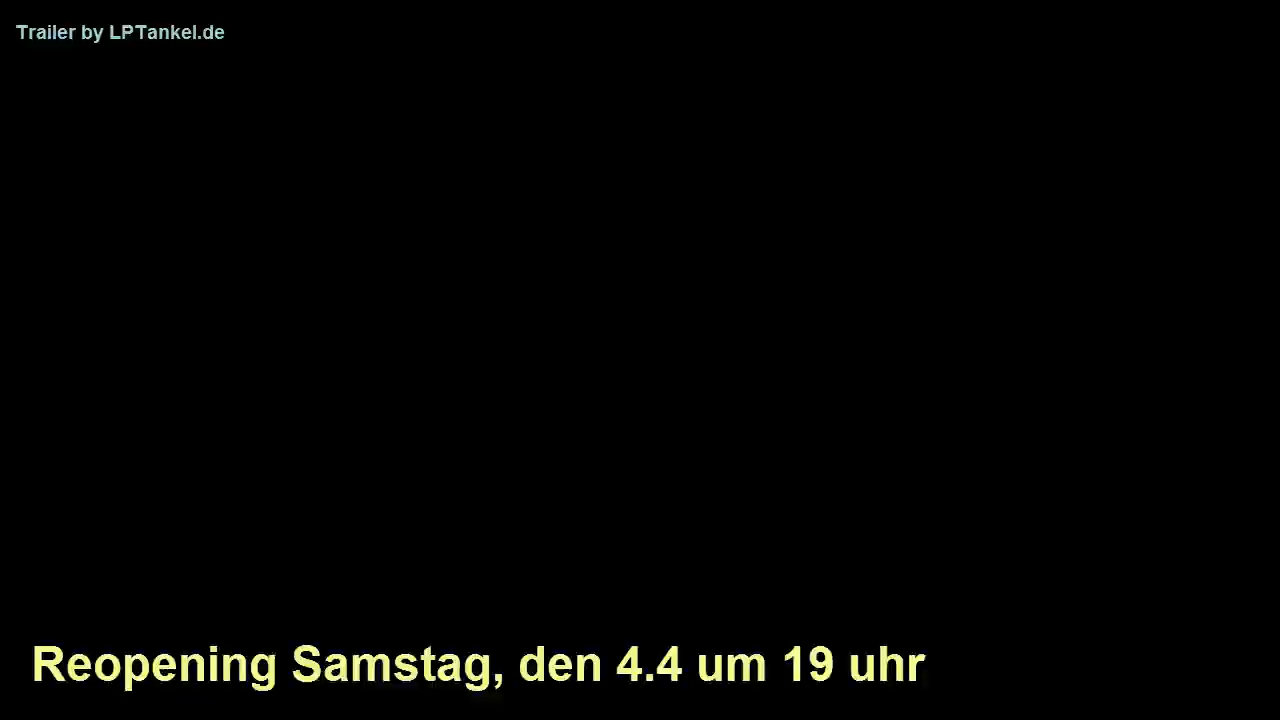 Trailer by LPTankel.de
Reopening Samstag, den 4.4 um 19 uhr